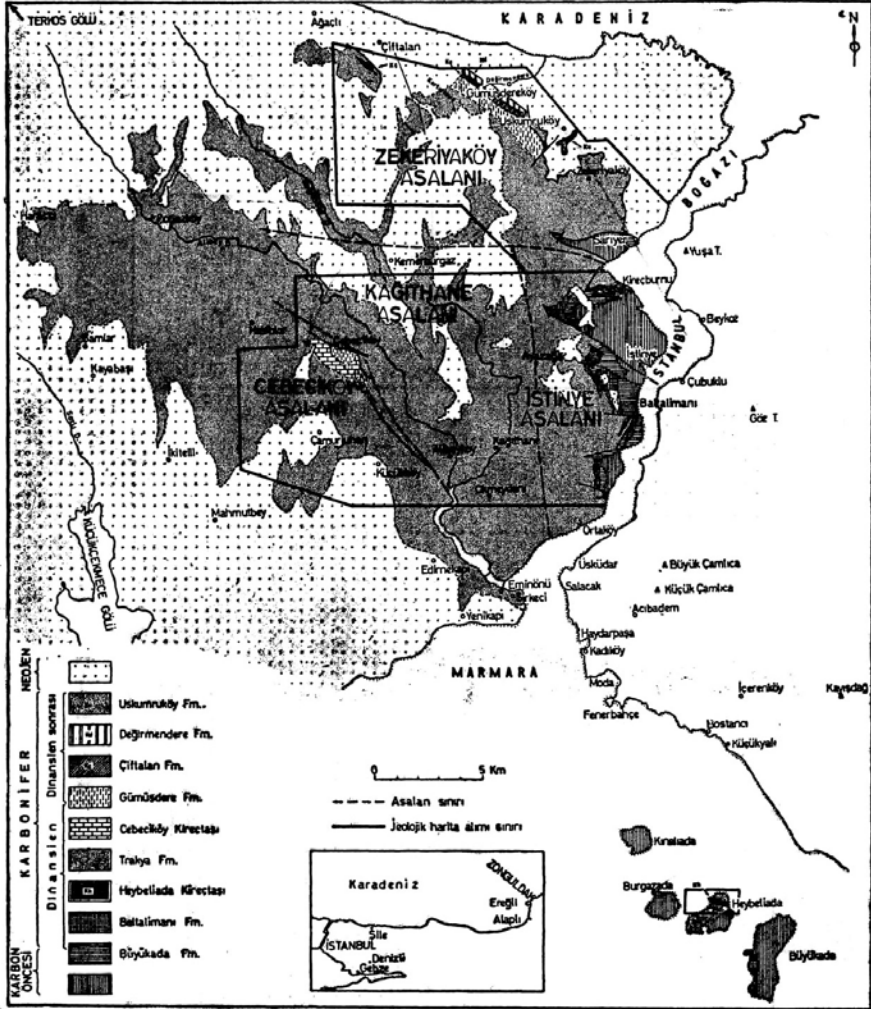 TERKOS GÖLÜ
Ağaçlı
KARADENİZ
N
Çiftalan
Gümüşdereköy
Uskumruköy
ZEKERİYAKÖY
ASALANI
Zekeriyaköy
BOĞAZI
Sarıyer
Yuşa T.
Kemerburgaz
Kireçburnu
KAĞITHANE
ASALANI
Beykoz
İSTANBUL
İstinye
Çubuklu
CEBECİKÖY
ASALANI
İSTİNYE
ASALANI
Baltalimanı
Göz T.
Kayabaşı
İkitelli
Kağıthane
Okmeydanı
Mahmutbey
Ortaköy
KÜÇÜKÇEKMECE GÖLÜ
Edirnekapı
Üsküdar
Büyük Çamlıca
Eminönü
Sirkeci
Salacak
Küçük Çamlıca
Acıbadem
Yenikapı
Haydarpaşa
Kadıköy
MARMARA
Moda
Fenerbahçe
İçerenköy
Kayışdağ
Bostancı
Küçükyalı
NEOJEN
KARBONİFER
Dinansien sonrası
Dinansien
KARBON
ÖNCESİ
Uskumruköy Fm.
Değirmendere Fm.
Çiftalan Fm.
Gümüşdere Fm.
Cebeciköy Kireçtaşı
Trakya Fm.
Heybeliada Kireçtaşı
Baltalimanı Fm.
Büyükada Fm.
0 5 Km
Asalan sınırı
Jeolojik harita alımı sınırı
Karadeniz
ZONGULDAK
Ereğli
Alaplı
Şile
İSTANBUL
Denizli
Gebze
Kınalıada
Burgazada
Heybeliada
Büyükada